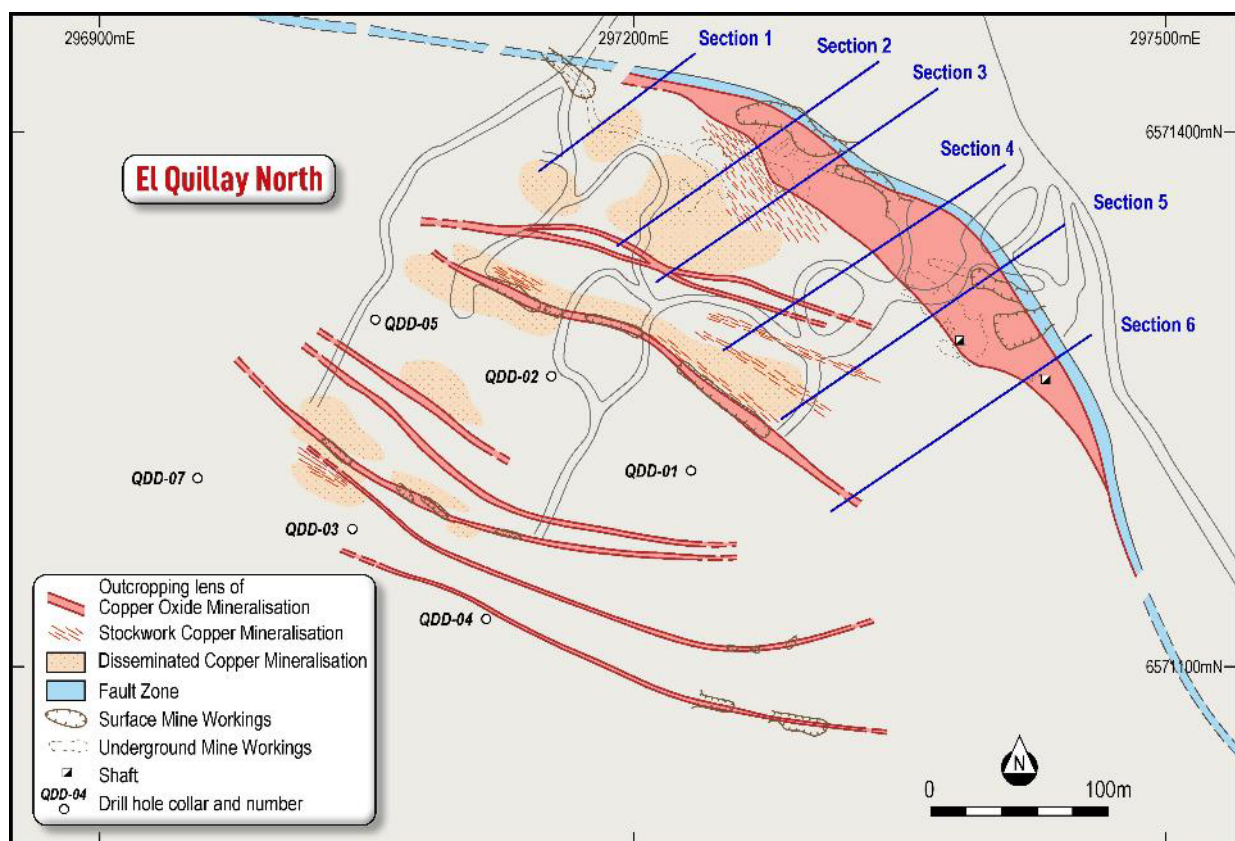 296900mE
297200mE
297500mE
Section 1
Section 2
Section 3
6571400mN
Section 4
El Quillay North
Section 5
QDD-05
Section 6
QDD-02
QDD-01
QDD-07
QDD-03
QDD-04
6571100mN
Outcropping lens of
Copper Oxide Mineralisation
Stockwork Copper Mineralisation
Disseminated Copper Mineralisation
Fault Zone
Surface Mine Workings
Underground Mine Workings
Shaft
QDD-04
Drill hole collar and number
N
0 100m